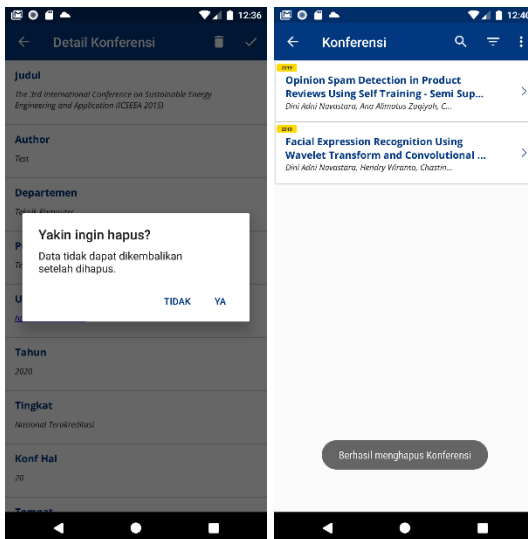 12:36
Detail Konferensi
Judul
The 3rd International Conference on Sustainable Energy
Engineering and Application (ICSEEA 2015)
Author
Test
Departemen
Teknik Komputer
Yakin ingin hapus?
Data tidak dapat dikembalikan
setelah dihapus.
TIDAK YA
Tahun
2020
Tingkat
Nasional Terakreditasi
Konf Hal
20
Tempat
12:40
Konferensi
2019
Opinion Spam Detection in Product
Reviews Using Self Training - Semi Sup...
Dini Adni Navastara, Ana Alimatus Zaqiyah, C...
2019
Facial Expression Recognition Using
Wavelet Transform and Convolutional ...
Dini Adni Navastara, Hendry Wiranto, Chastin...
Berhasil menghapus Konferensi